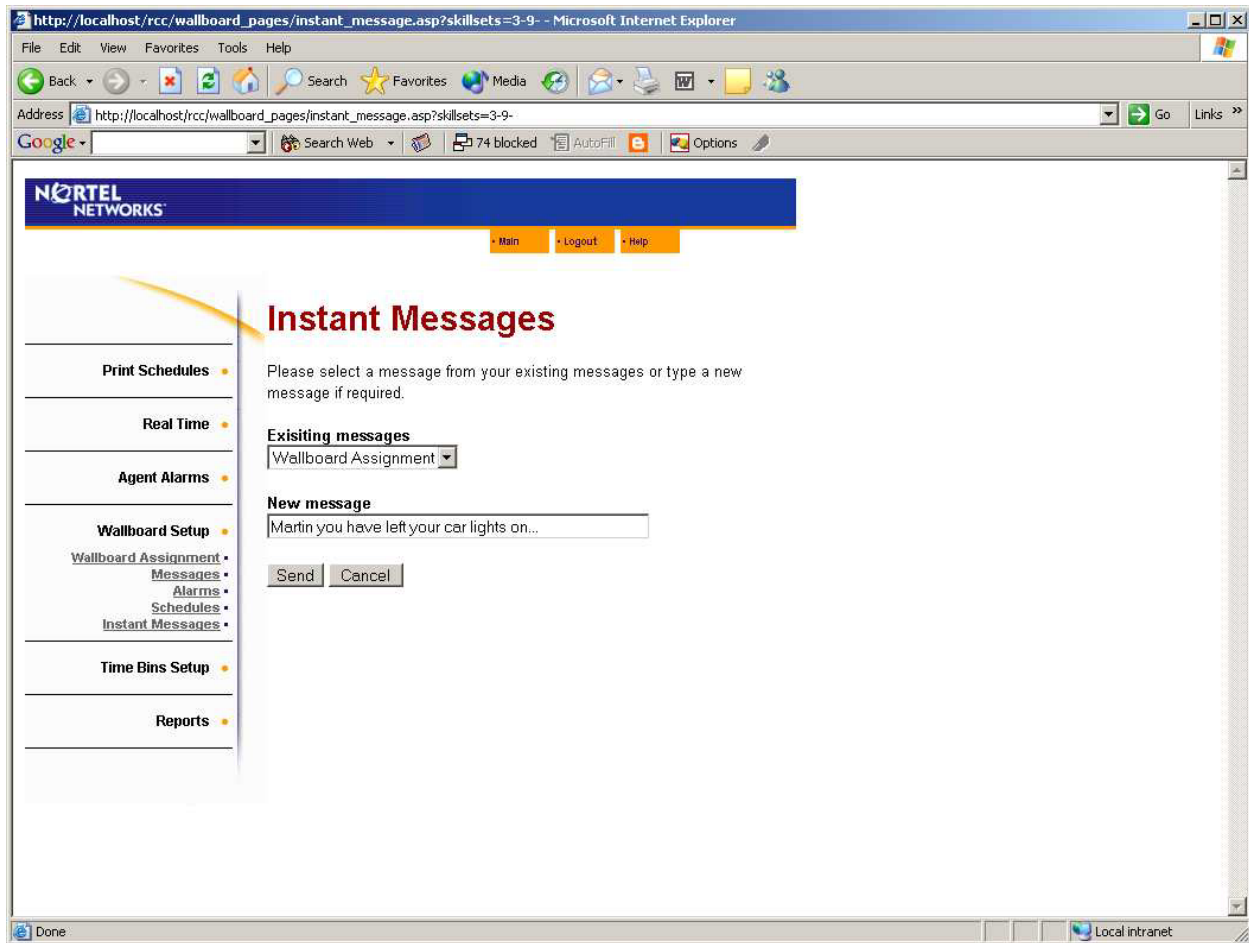 http://localhost/rcc/wallboard_pages/instant_message.asp?skillsets=3-9- - Microsoft Internet Explorer
File Edit View Favorites Tools Help
Back Search Favorites Media
Address http://localhost/rcc/wallboard_pages/instant_message.asp?skillsets=3-9- Go Links »
Google Search Web 74 blocked AutoFill Options
NORTEL
NETWORKS
Main Logout Help
Instant Messages
Please select a message from your existing messages or type a new
message if required.
Exisiting messages
Wallboard Assignment
New message
Martin you have left your car lights on...
Send Cancel
Print Schedules
Real Time
Agent Alarms
Wallboard Setup
Wallboard Assignment
Messages
Alarms
Schedules
Instant Messages
Time Bins Setup
Reports
Done Local intranet